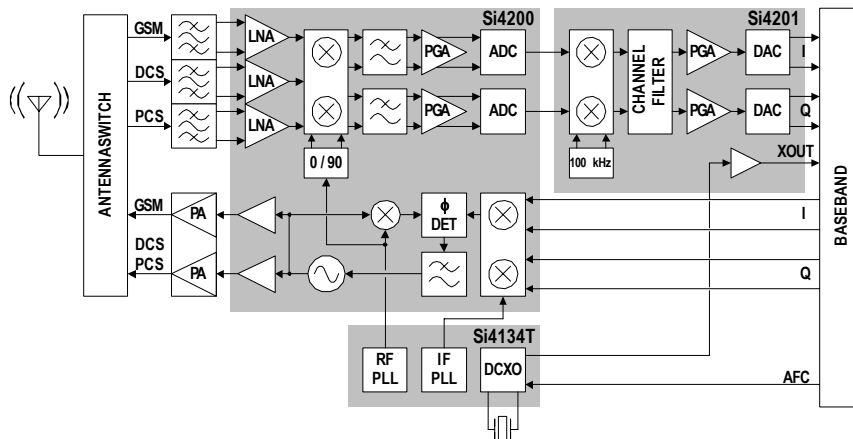 Si4200
Si4201
GSM
LNA
PGA
ADC
PGA
DAC
I
DCS
LNA
CHANNEL
FILTER
PCS
LNA
PGA
ADC
PGA
DAC
Q
0 / 90
100 kHz
XOUT
ANTENNASWITCH
BASEBAND
GSM
PA
ϕ
DET
I
DCS
PCS
PA
Q
Si4134T
RF
PLL
IF
PLL
DCXO
AFC